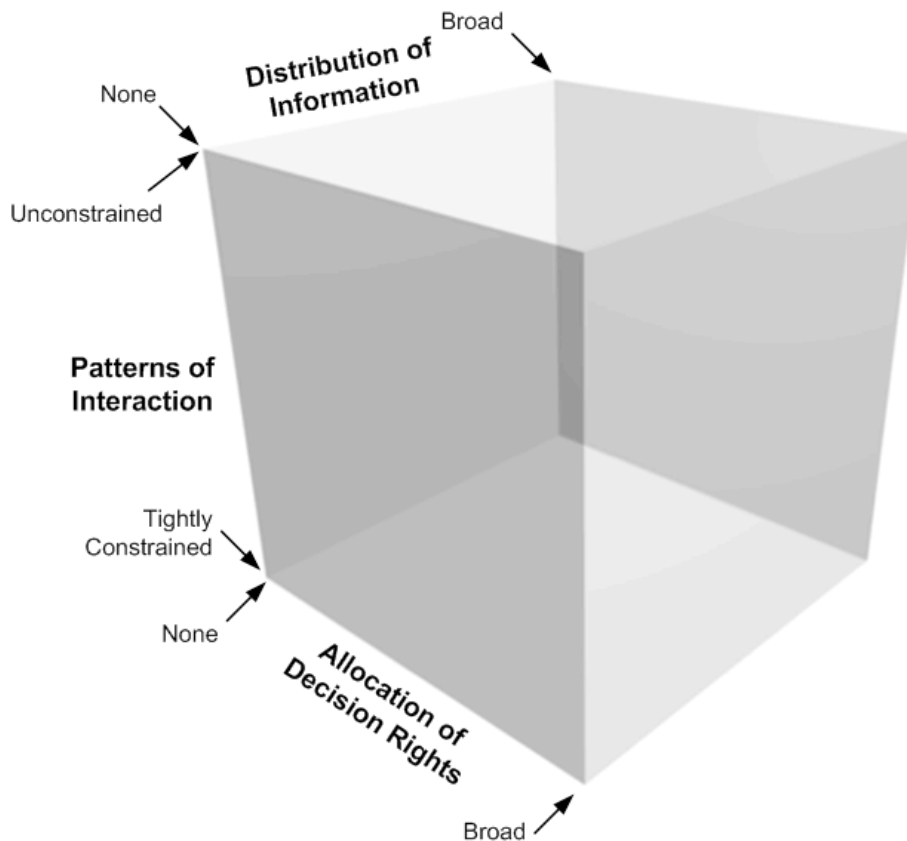 Broad
Distribution of
Information
None
Unconstrained
Patterns of
Interaction
Tightly
Constrained
None
Allocation of
Decision Rights
Broad